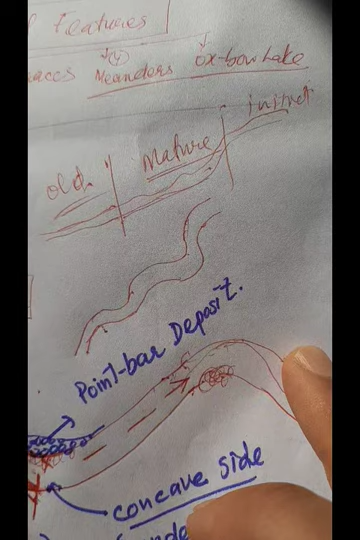 Features
Meanders ox-bow Lake
old Mature
Point-bar Deposit.
concave side